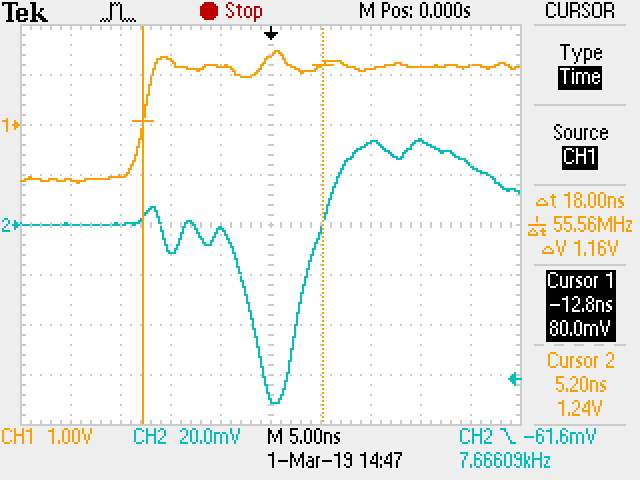 Tek Stop M Pos: 0.000s CURSOR
Type
Time
Source
CH1
Δt 18.00ns
1/Δt 55.56MHz
ΔV 1.16V
Cursor 1
-12.8ns
80.0mV
Cursor 2
5.20ns
1.24V
1
2
CH1 1.00V CH2 20.0mV M 5.00ns CH2 \ -61.6mV
1-Mar-19 14:47 7.66609kHz